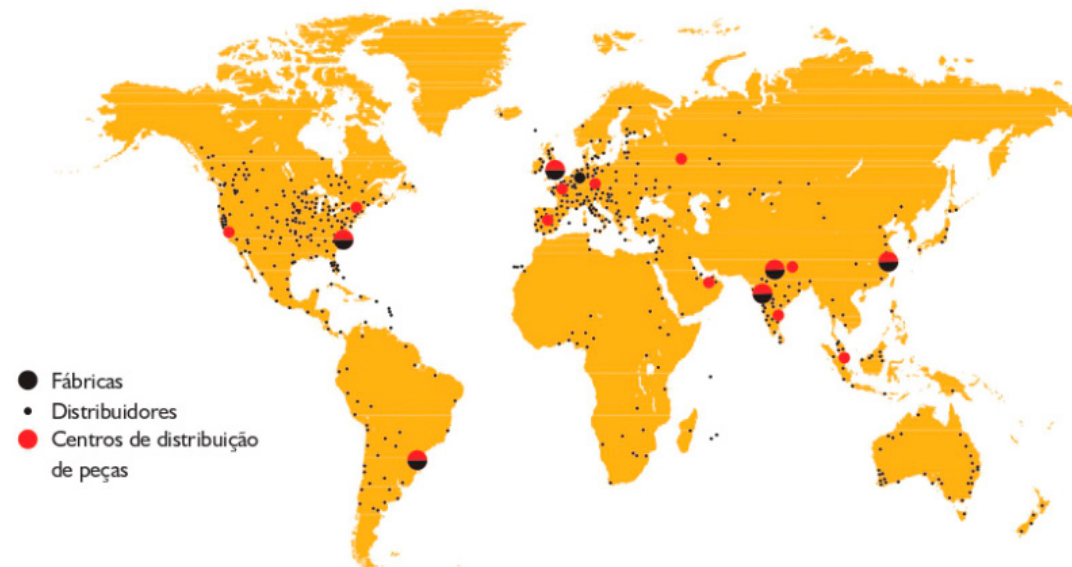 Fábricas
Distribuidores
Centros de distribuição
de peças